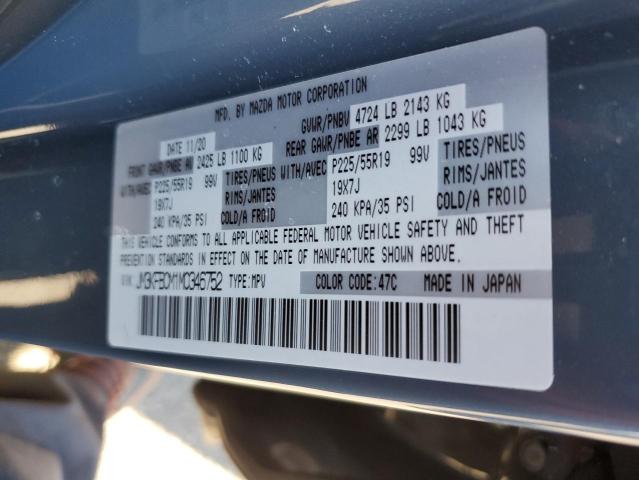 MFD. BY MAZDA MOTOR CORPORATION
DATE 11/20 GVWR/PNBV 4724 LB 2143 KG
FRONT GAWR/PNBE AV 2425 LB 1100 KG REAR GAWR/PNBE AR 2299 LB 1043 KG
WITH/AVEC P225/55R19 99V TIRES/PNEUS WITH/AVEC P225/55R19 99V TIRES/PNEUS
19X7J RIMS/JANTES 19X7J RIMS/JANTES
240 KPA/35 PSI COLD/A FROID 240 KPA/35 PSI COLD/A FROID
THIS VEHICLE CONFORMS TO ALL APPLICABLE FEDERAL MOTOR VEHICLE SAFETY AND THEFT
PREVENTION STANDARDS IN EFFECT ON THE DATE OF MANUFACTURE SHOWN ABOVE.
VIN: JM3KFBCM1M0346752 TYPE:MPV COLOR CODE:47C MADE IN JAPAN